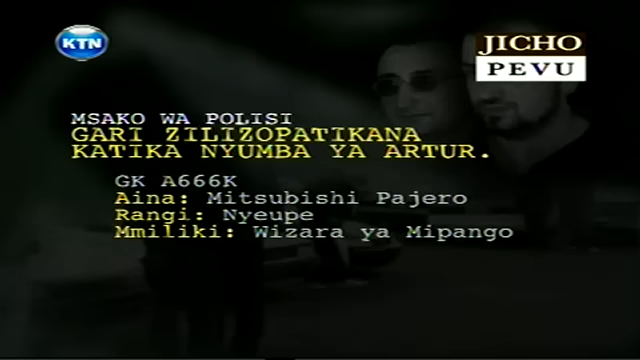 KTN
JICHO
PEVU
MSAKO WA POLISI
GARI ZILIZOPATIKANA
KATIKA NYUMBA YA ARTUR.
GK A666K
Aina: Mitsubishi Pajero
Rangi: Nyeupe
Mmiliki: Wizara ya Mipango